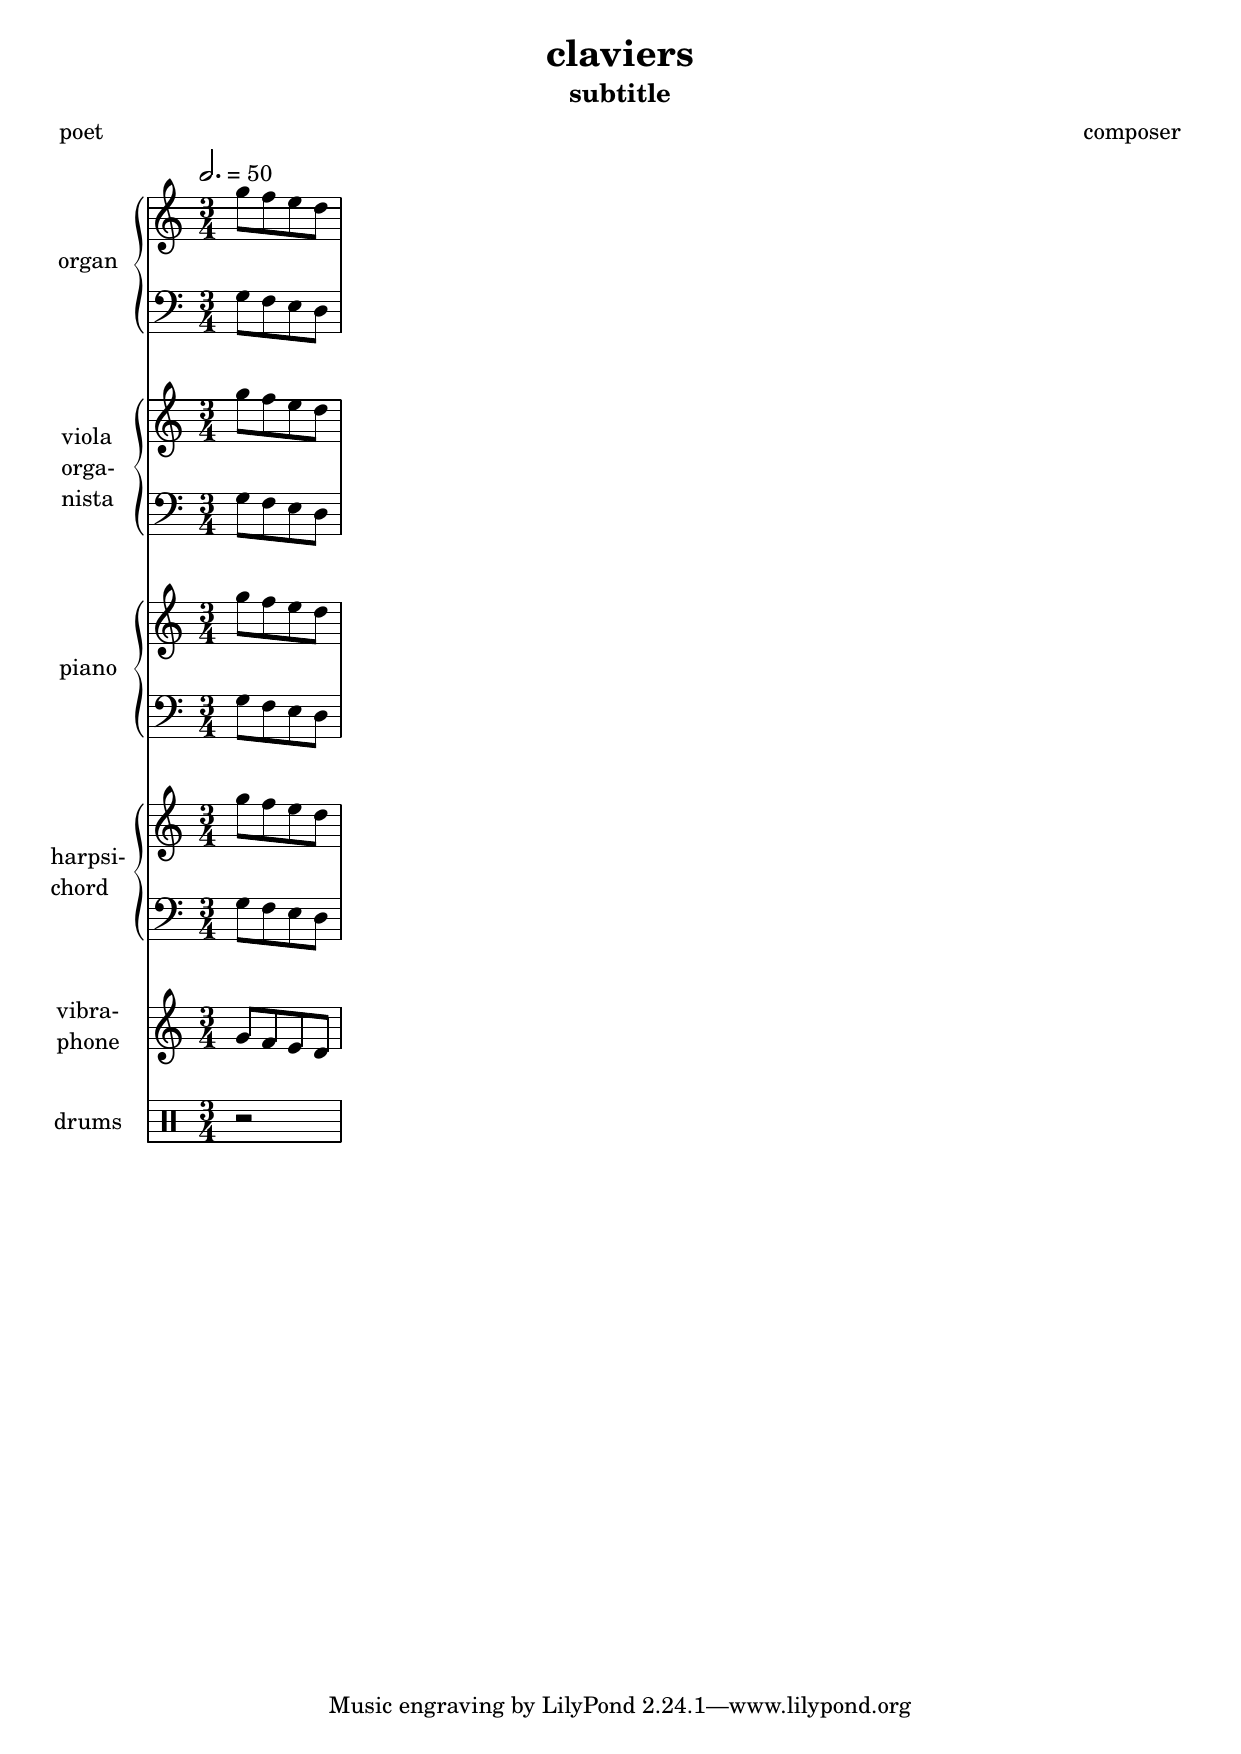 claviers
subtitle
poet composer
= 50
organ
viola
orga-
nista
piano
harpsi-
chord
vibra-
phone
drums
Music engraving by LilyPond 2.24.1—www.lilypond.org